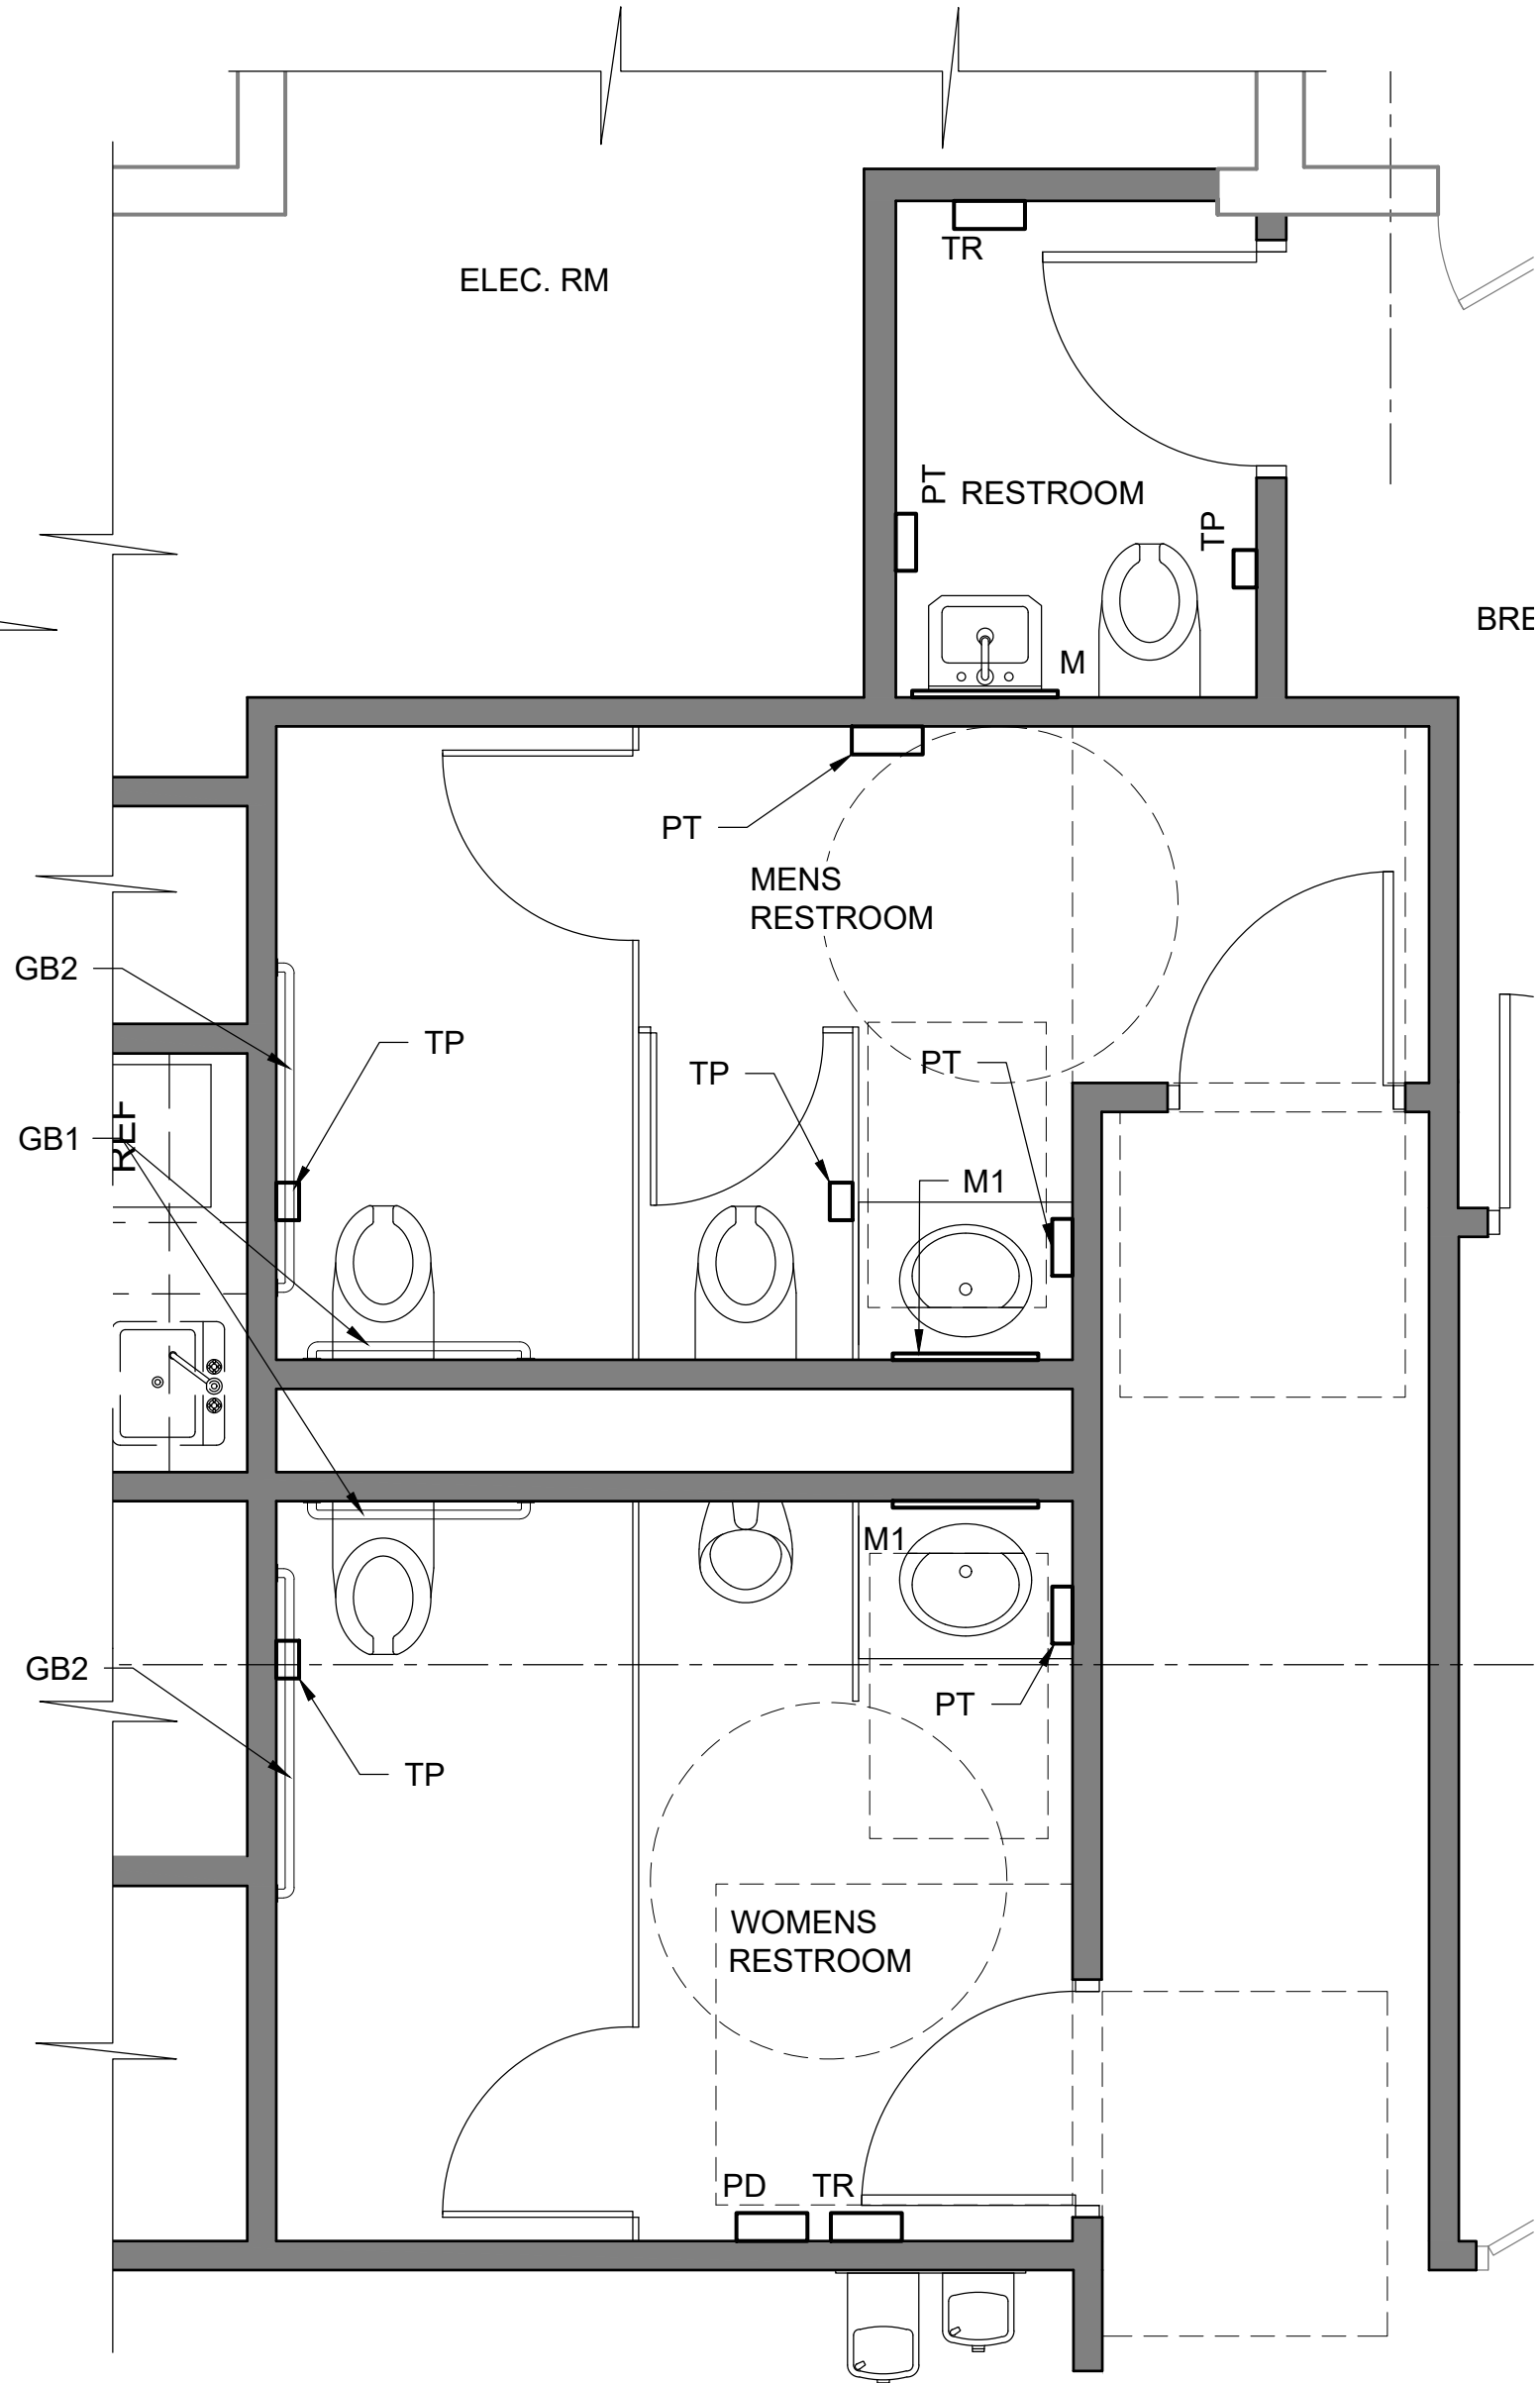 TR
ELEC. RM
PT
RESTROOM
TP
BRE
M
PT
MENS
RESTROOM
GB2
TP
TP
PT
REF
GB1
M1
M1
GB2
PT
TP
WOMENS
RESTROOM
PD
TR